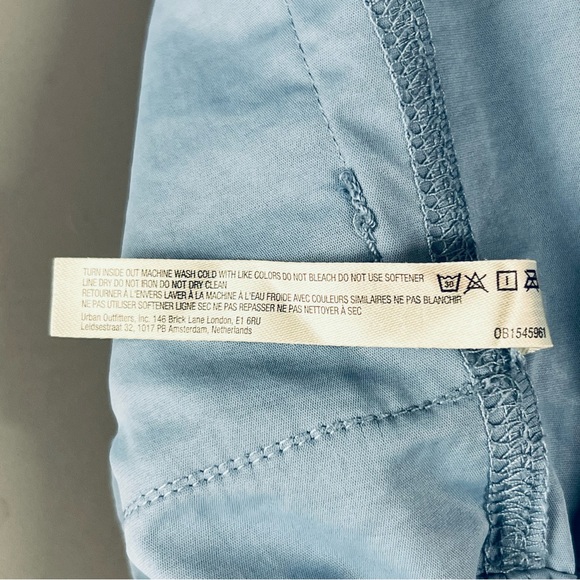 TURN INSIDE OUT MACHINE WASH COLD WITH LIKE COLORS DO NOT BLEACH DO NOT USE SOFTENER
LINE DRY DO NOT IRON DO NOT DRY CLEAN
RETOURNER À L'ENVERS LAVER À LA MACHINE À L'EAU FROIDE AVEC COULEURS SIMILAIRES NE PAS BLANCHIR
NE PAS UTILISER SOFTENER LIGNE SEC NE PAS REPASSER NE PAS NETTOYER À SEC
Urban Outfitters, Inc. 146 Brick Lane London, E1 6RU
Leidsestraat 32, 1017 PB Amsterdam, Netherlands
30
OB1545961